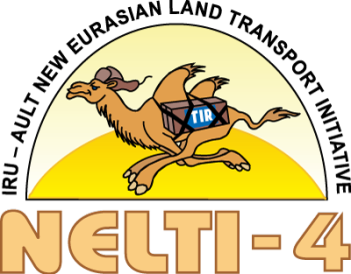 IRU – AULT NEW EURASIAN LAND TRANSPORT INITIATIVE
TIR
NELTI-4